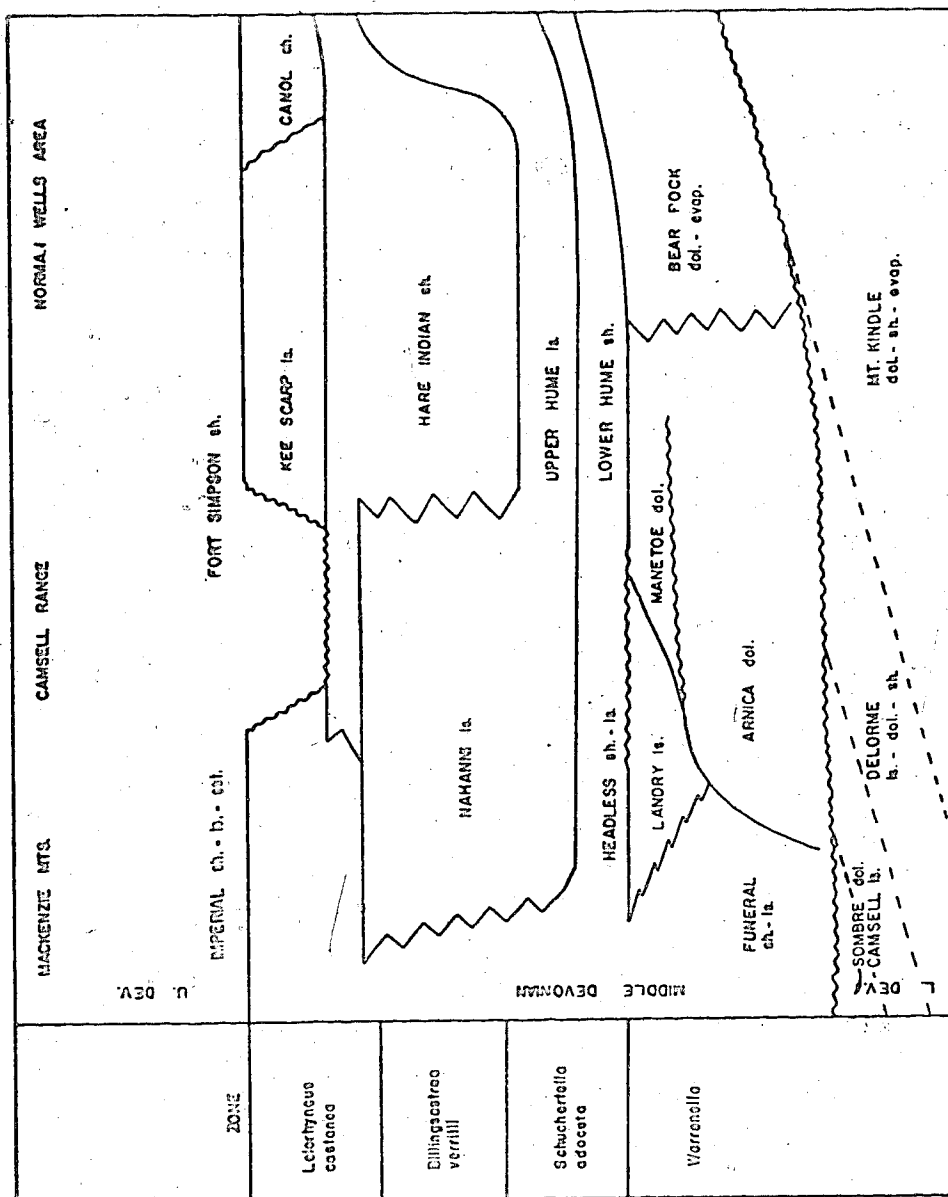 MACKENZIE MTS.
CAMSELL RANGE
NORMAN WELLS AREA
U. DEV.
IMPERIAL sh. - ls. - sst.
FORT SIMPSON sh.
KEE SCARP ls.
CANOL sh.
HARE INDIAN sh.
NAHANNI ls.
UPPER HUME ls.
MIDDLE DEVONIAN
HEADLESS sh. - ls.
LOWER HUME sh.
LANDRY ls.
MANETOE dol.
BEAR ROCK
dol. - evap.
FUNERAL
sh. - ls.
ARNICA dol.
SOMBRE dol.
CAMSELL ls.
L. DEV.
DELORME
ls. - dol. - sh.
MT. KINDLE
dol. - sh. - evap.
ZONE
Leiorhyncus
castanea
Billingsastrea
verrilli
Schuchertella
adoceta
Warrenella